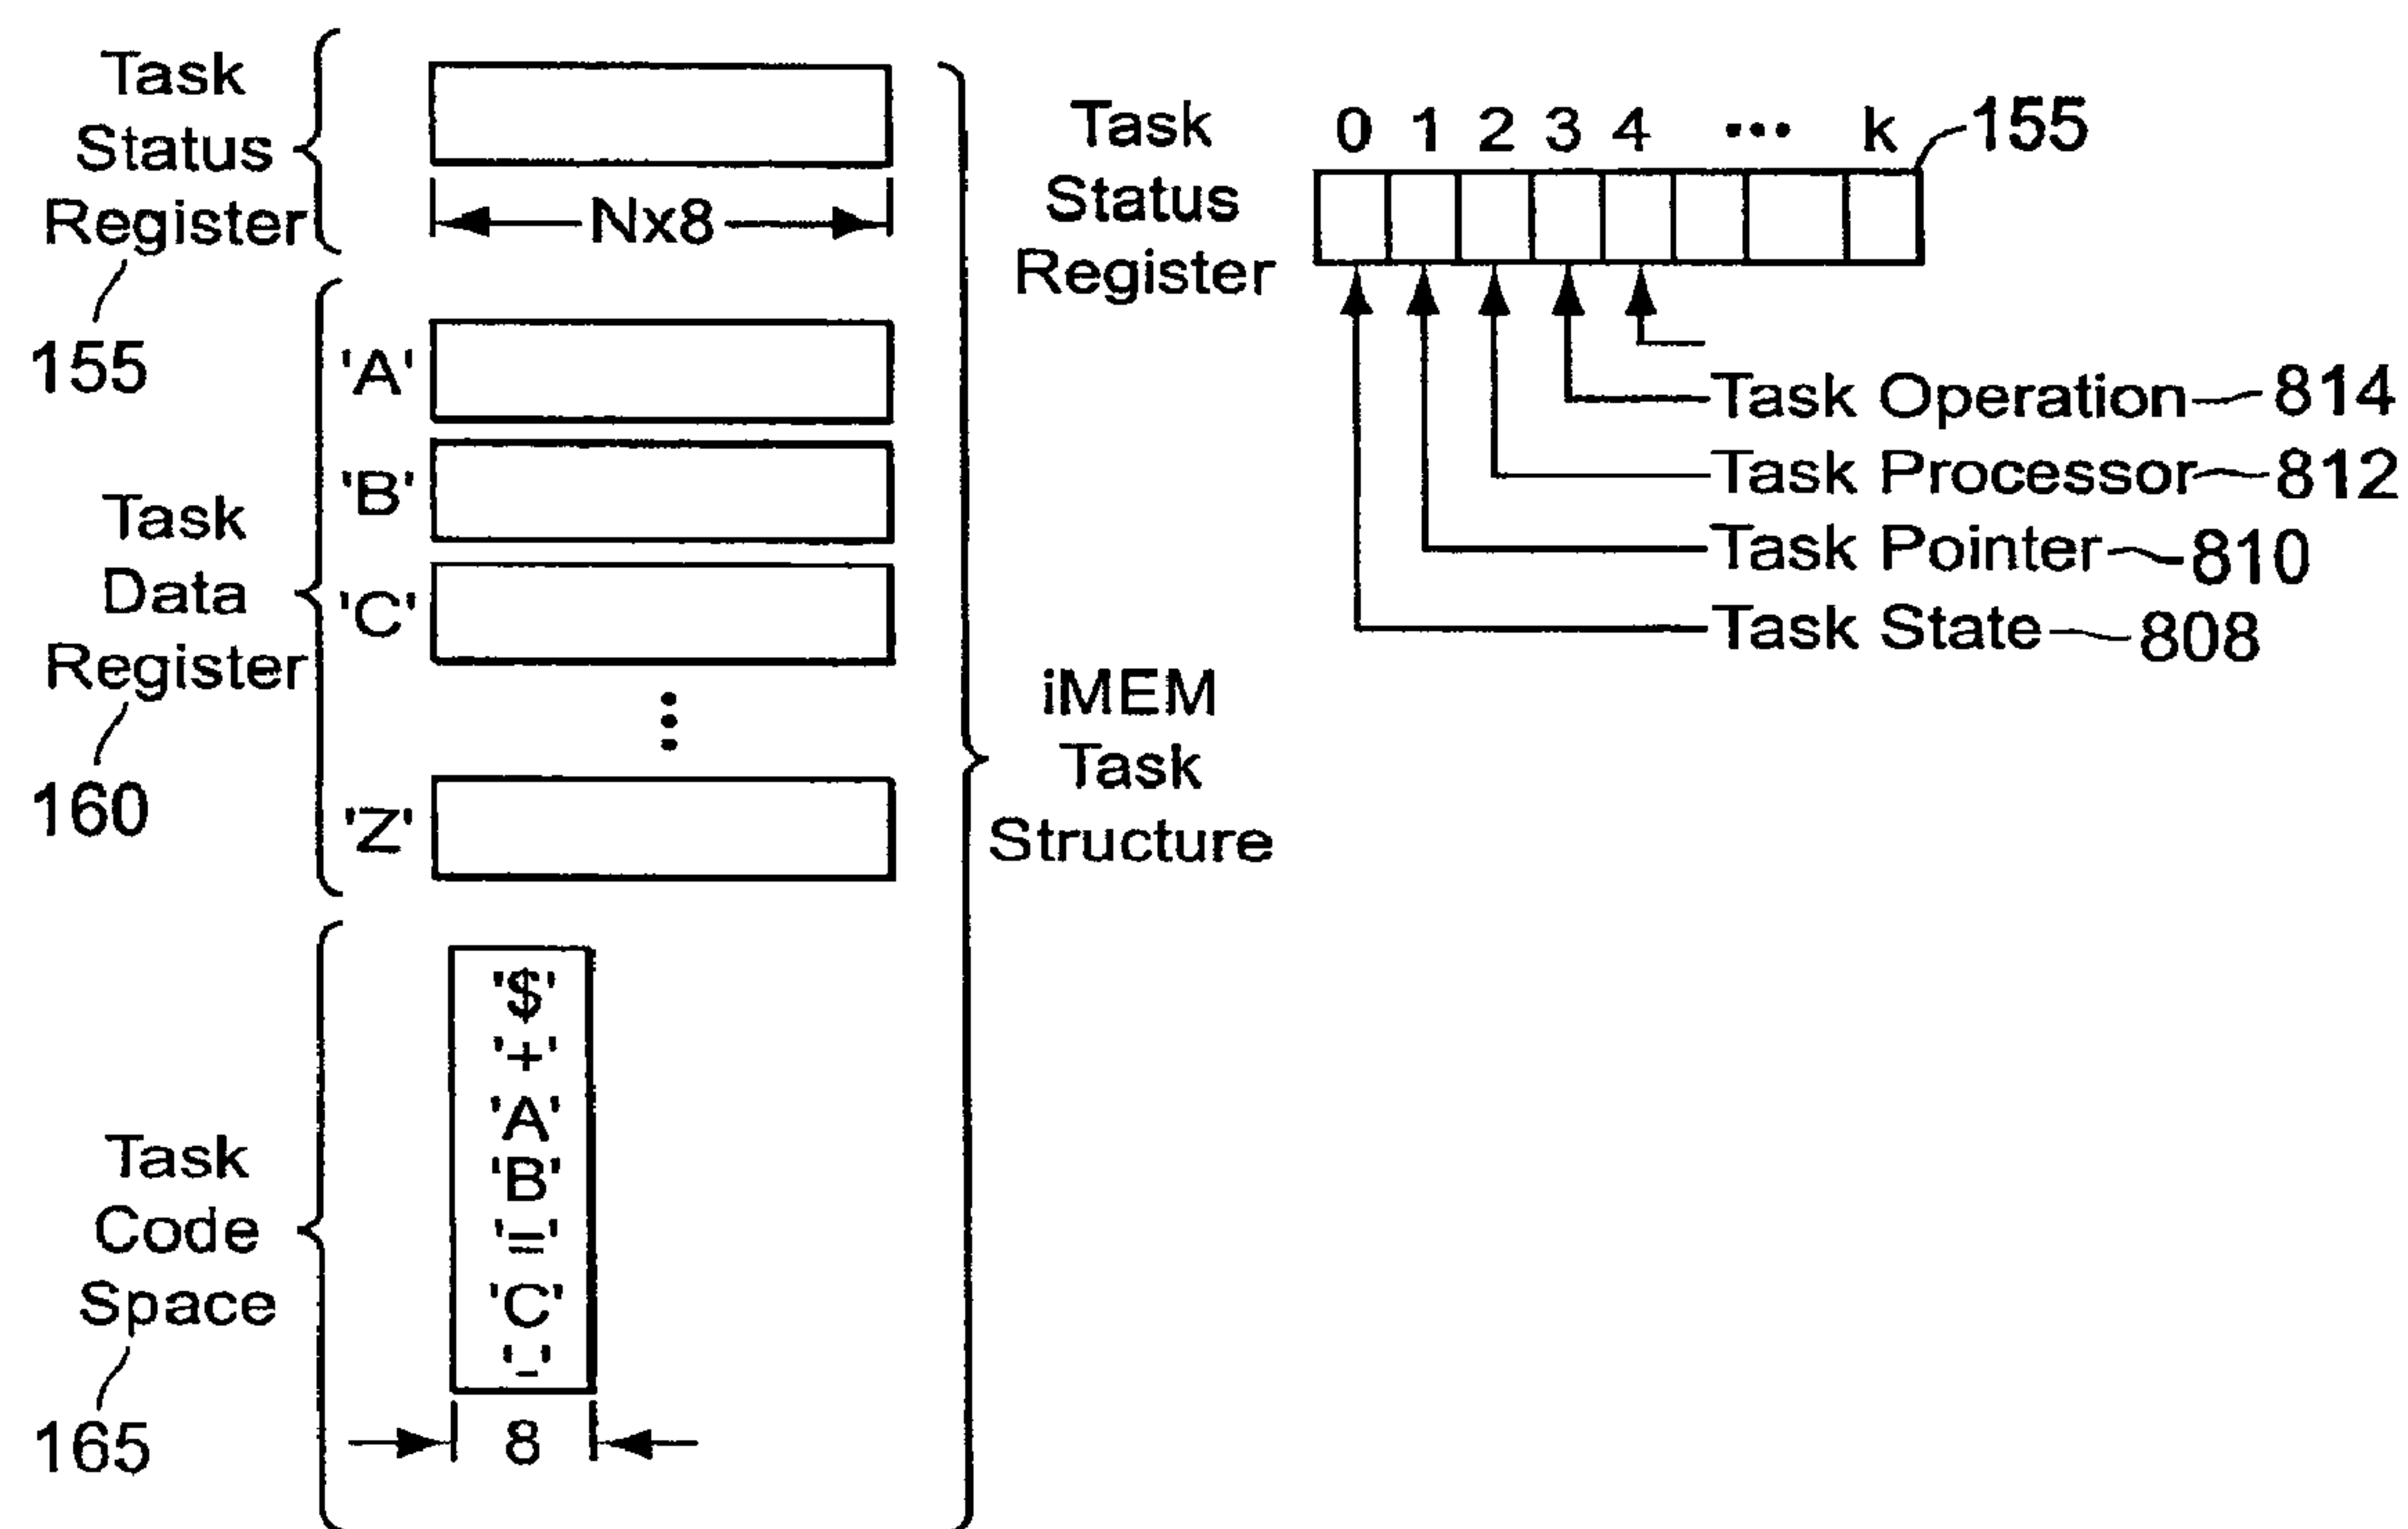 Task
Status
Register
155
Nx8
Task
Data
Register
160
'A'
'B'
'C'
'Z'
Task
Code
Space
165
'$'
'+'
'A'
'B'
'='
'C'
'_'
8
iMEM
Task
Structure
Task
Status
Register
0 1 2 3 4 ••• k
155
Task Operation 814
Task Processor 812
Task Pointer 810
Task State 808